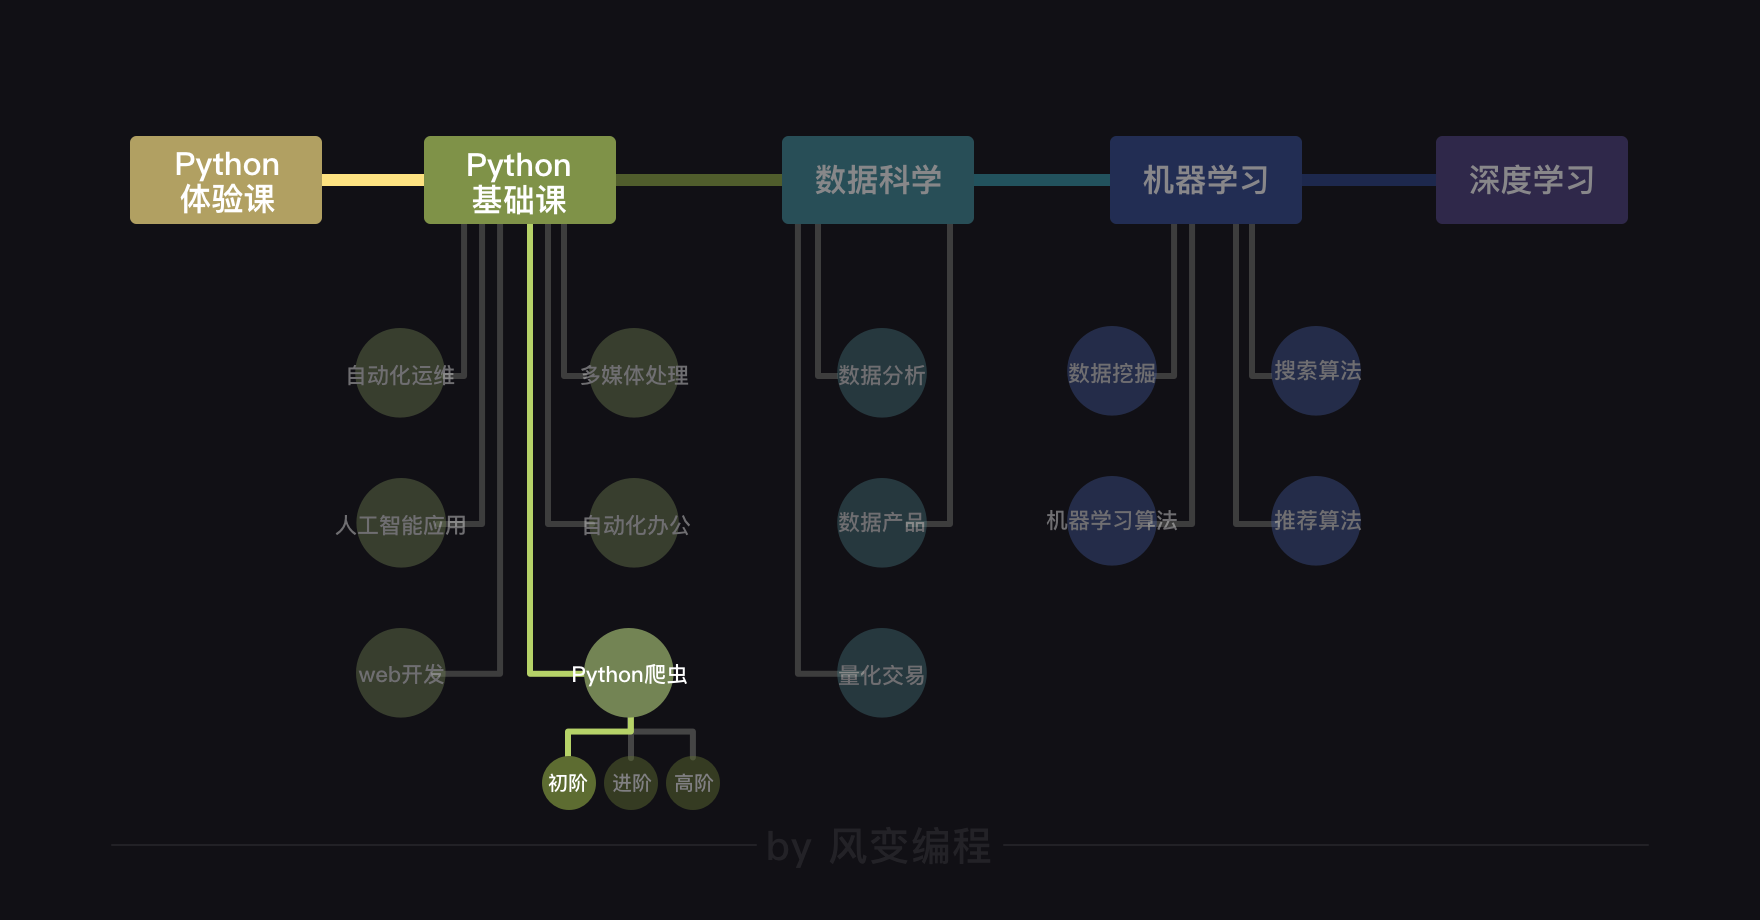 Python
体验课
Python
基础课
数据科学
机器学习
深度学习
自动化运维
多媒体处理
数据分析
数据挖掘
搜索算法
人工智能应用
自动化办公
数据产品
机器学习算法
推荐算法
web开发
Python爬虫
量化交易
初阶
进阶
高阶
by 风变编程